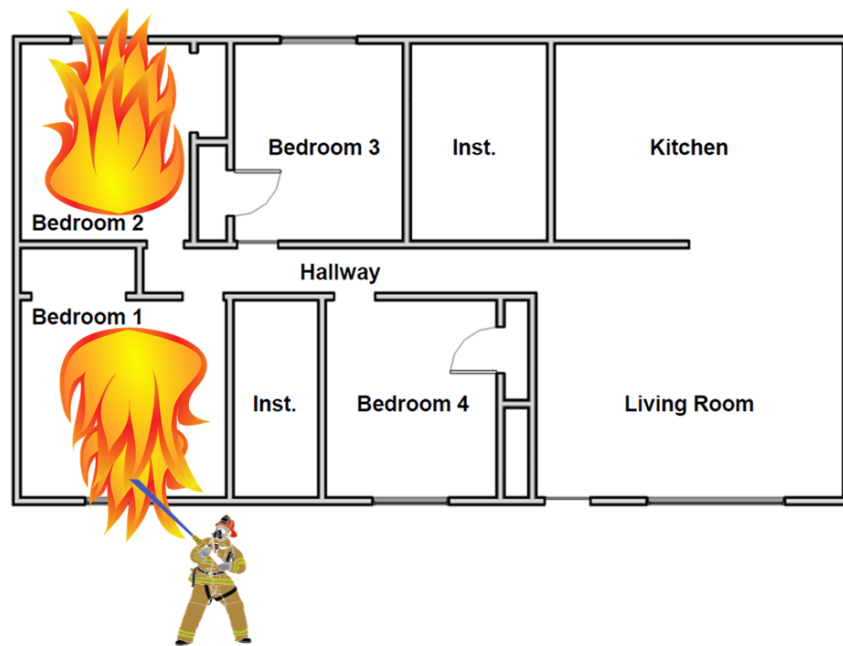 Bedroom 3
Inst.
Kitchen
Bedroom 2
Hallway
Bedroom 1
Inst.
Bedroom 4
Living Room